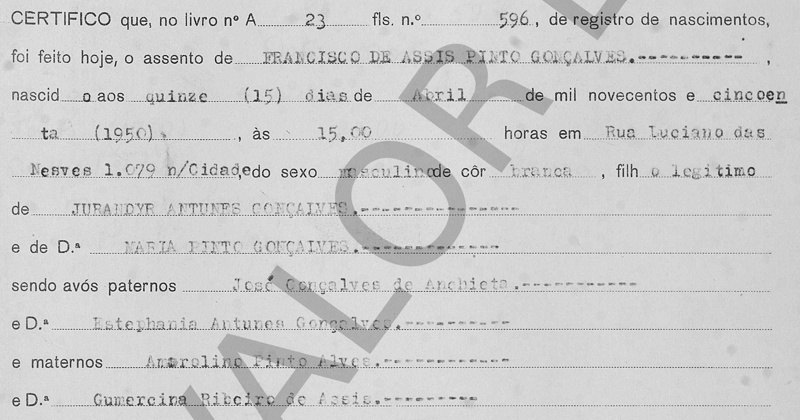 CERTIFICO que, no livro nº A 23 fls. n.º 596, de registro de nascimentos,
foi feito hoje, o assento de FRANCISCO DE ASSIS PINTO GONÇALVES.---------- ,
nascid o aos quinze (15) dias de Abril de mil novecentos e cincoen
ta (1950). , às 15,00 horas em Rua Luciano das
Nesves 1.079 n/Cidade, do sexo masculino de côr branca , filh o legitimo
de JURANDYR ANTUNES GONÇALVES.---------------
e de D.ª MARIA PINTO GONÇALVES.-------------
sendo avós paternos José Gonçalves de Anchieta.-----------
e D.ª Estephania Antunes Gonçalves.----------
e maternos Pinto Alves.------------
e D.ª Gumercina Ribeiro de Assis.----------
VALOR